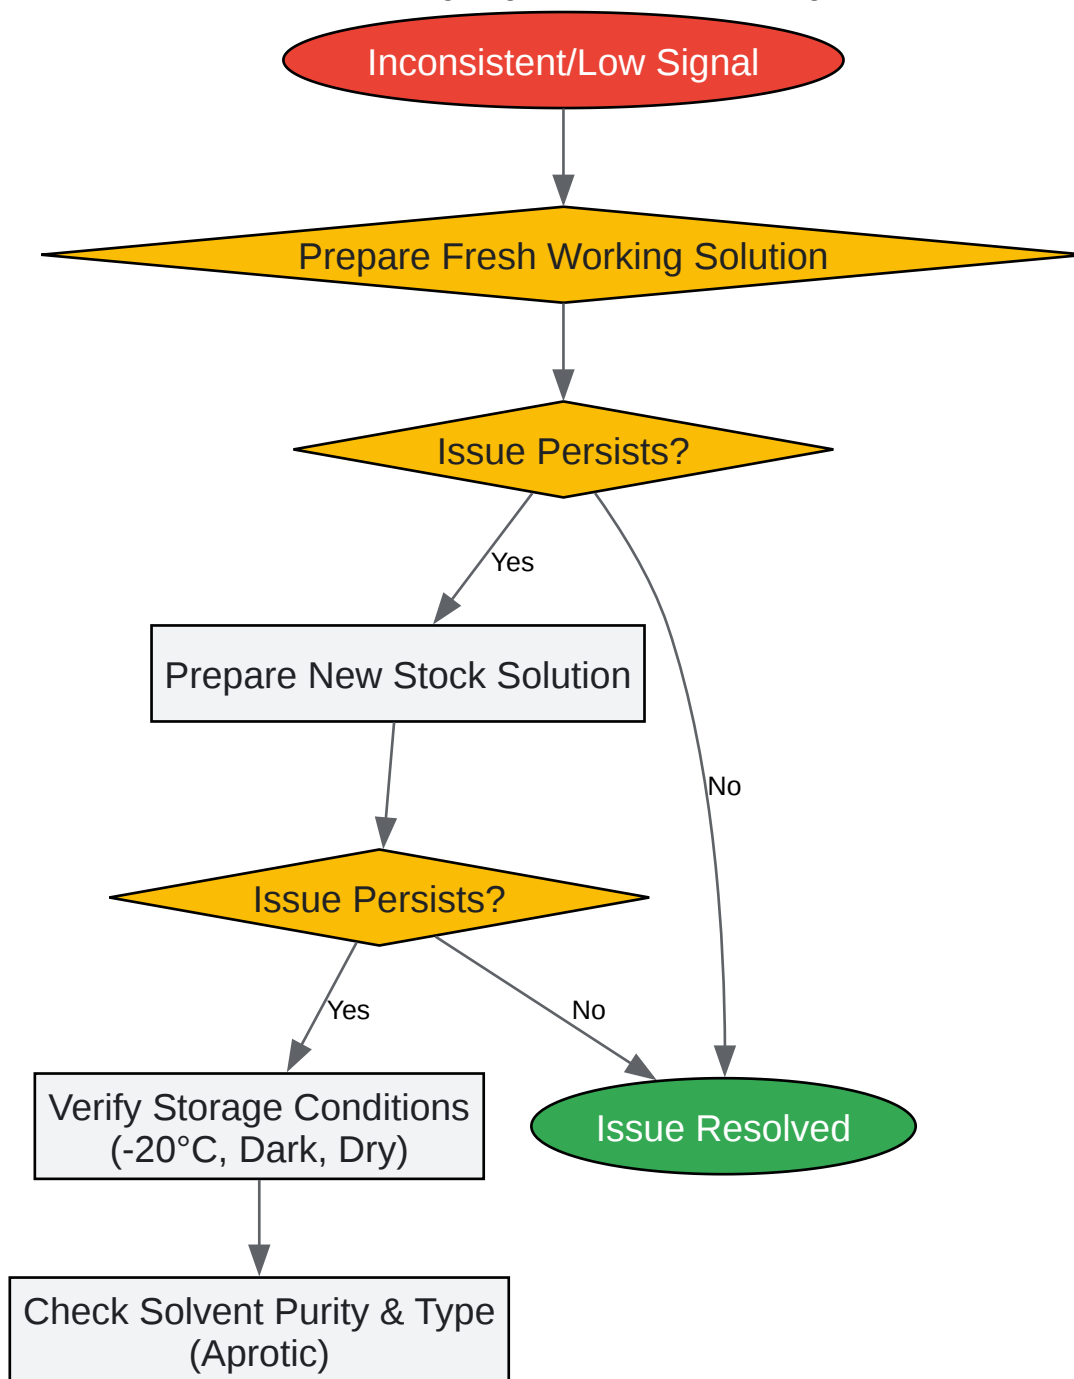 Inconsistent/Low Signal
Prepare Fresh Working Solution
Issue Persists?
Yes
Prepare New Stock Solution
No
Issue Persists?
Yes
No
Verify Storage Conditions
(-20°C, Dark, Dry)
Issue Resolved
Check Solvent Purity & Type
(Aprotic)